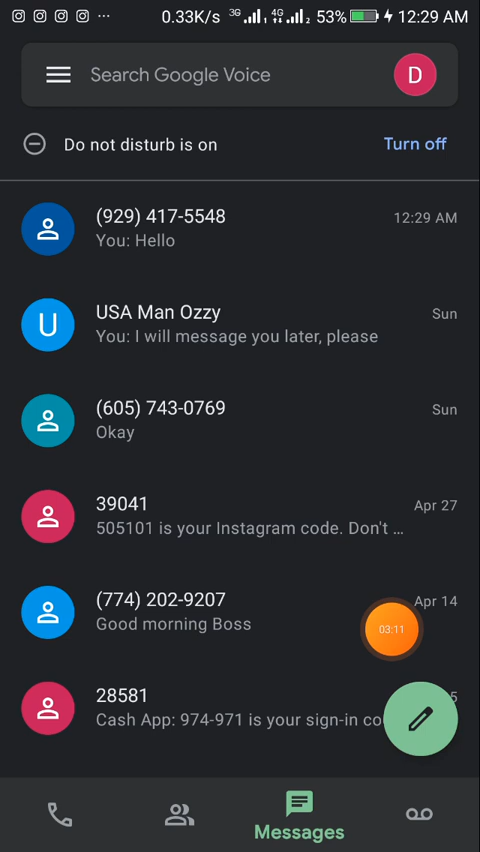 0.33K/s 3G 1 4G 2 53% 12:29 AM
Search Google Voice D
Do not disturb is on Turn off
(929) 417-5548 12:29 AM
You: Hello
U USA Man Ozzy Sun
You: I will message you later, please
(605) 743-0769 Sun
Okay
39041 Apr 27
505101 is your Instagram code. Don't ...
(774) 202-9207 Apr 14
Good morning Boss
03:11
28581 5
Cash App: 974-971 is your sign-in co
Messages